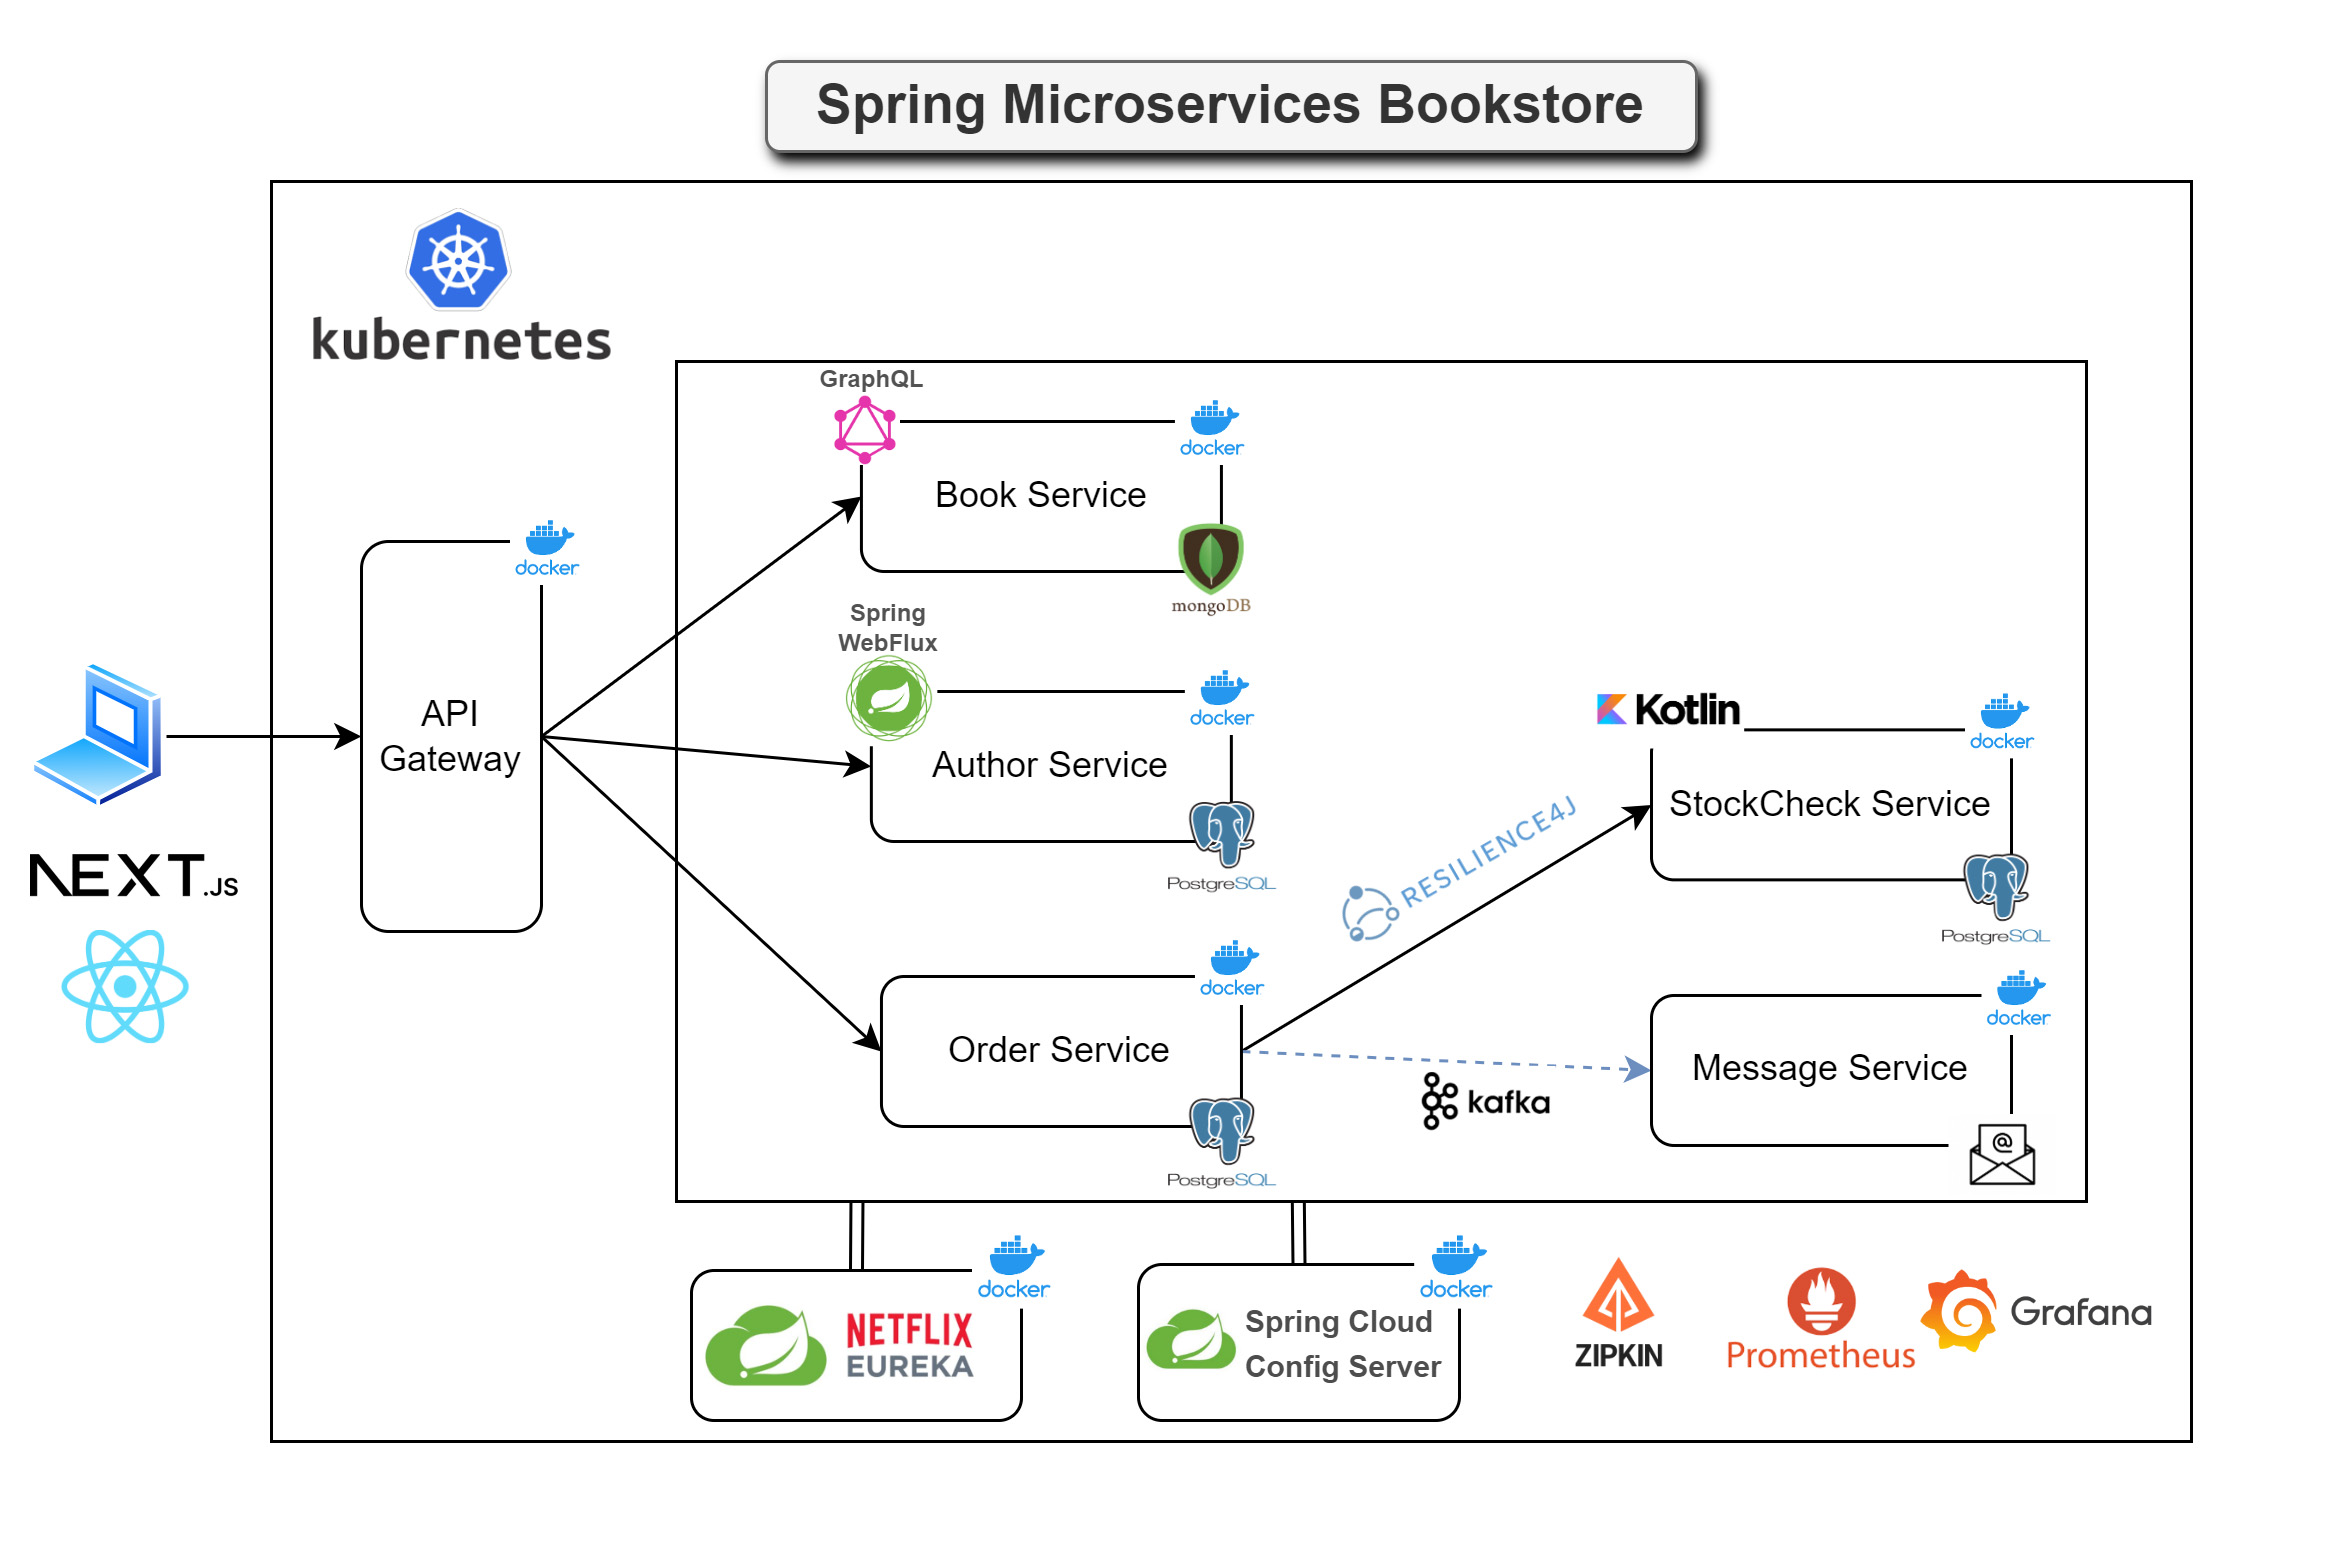 Spring Microservices Bookstore
kubernetes
GraphQL
docker
Book Service
mongoDB
docker
API
Gateway
Spring
WebFlux
docker
Author Service
PostgreSQL
NEXT.JS
Kotlin
docker
StockCheck Service
PostgreSQL
RESILIENCE4J
docker
Order Service
PostgreSQL
kafka
docker
Message Service
@
docker
NETFLIX
EUREKA
docker
Spring Cloud
Config Server
ZIPKIN
Prometheus
Grafana